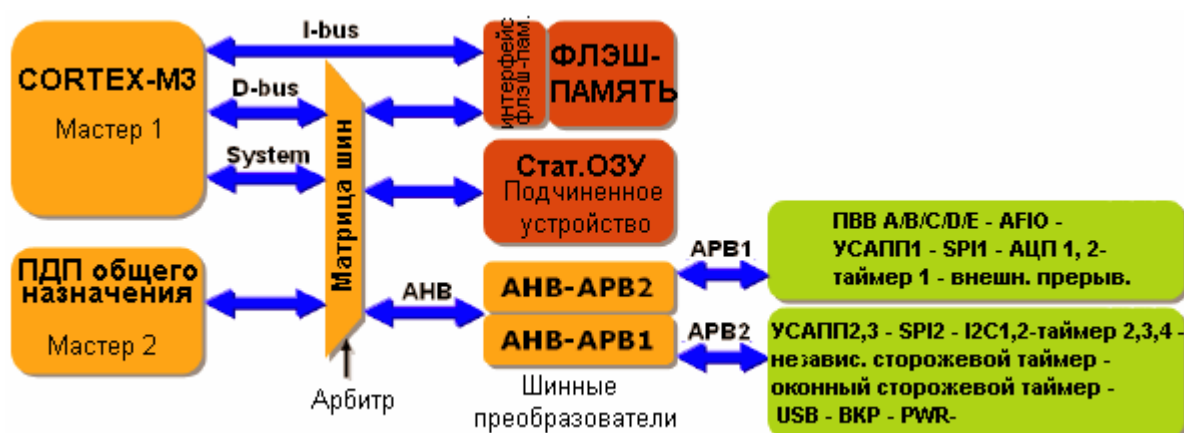 I-bus
CORTEX-M3
Мастер 1
D-bus
System
Матрица шин
интерфейс
флэш-пам.
ФЛЭШ-
ПАМЯТЬ
Стат.ОЗУ
Подчиненное
устройство
ПДП общего
назначения
Мастер 2
AHB
AHB-APB2
AHB-APB1
Арбитр
Шинные
преобразователи
APB1
ПВВ A/B/C/D/E - AFIO -
УСАПП1 - SPI1 - АЦП 1, 2-
таймер 1 - внешн. прерыв.
APB2
УСАПП2,3 - SPI2 - I2C1,2-таймер 2,3,4 -
независ. сторожевой таймер -
оконный сторожевой таймер -
USB - BKP - PWR-